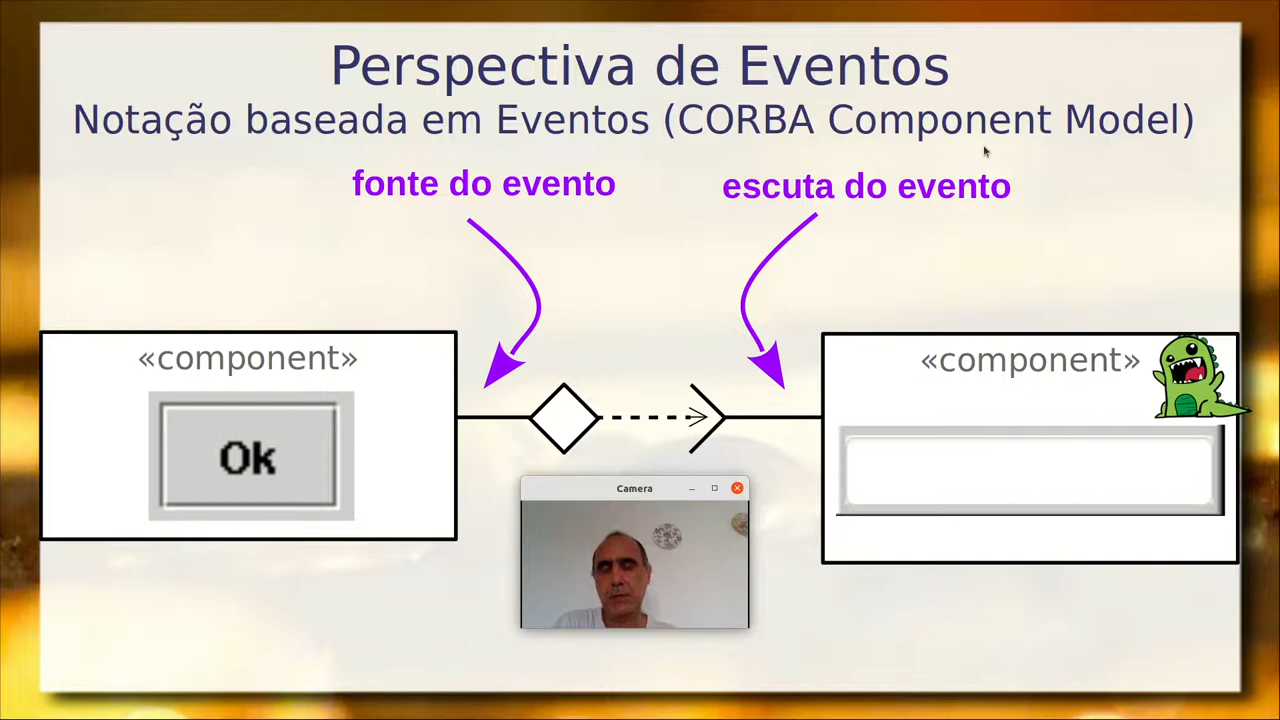 Perspectiva de Eventos
Notação baseada em Eventos (CORBA Component Model)
fonte do evento
escuta do evento
«component»
«component»
Ok
Camera